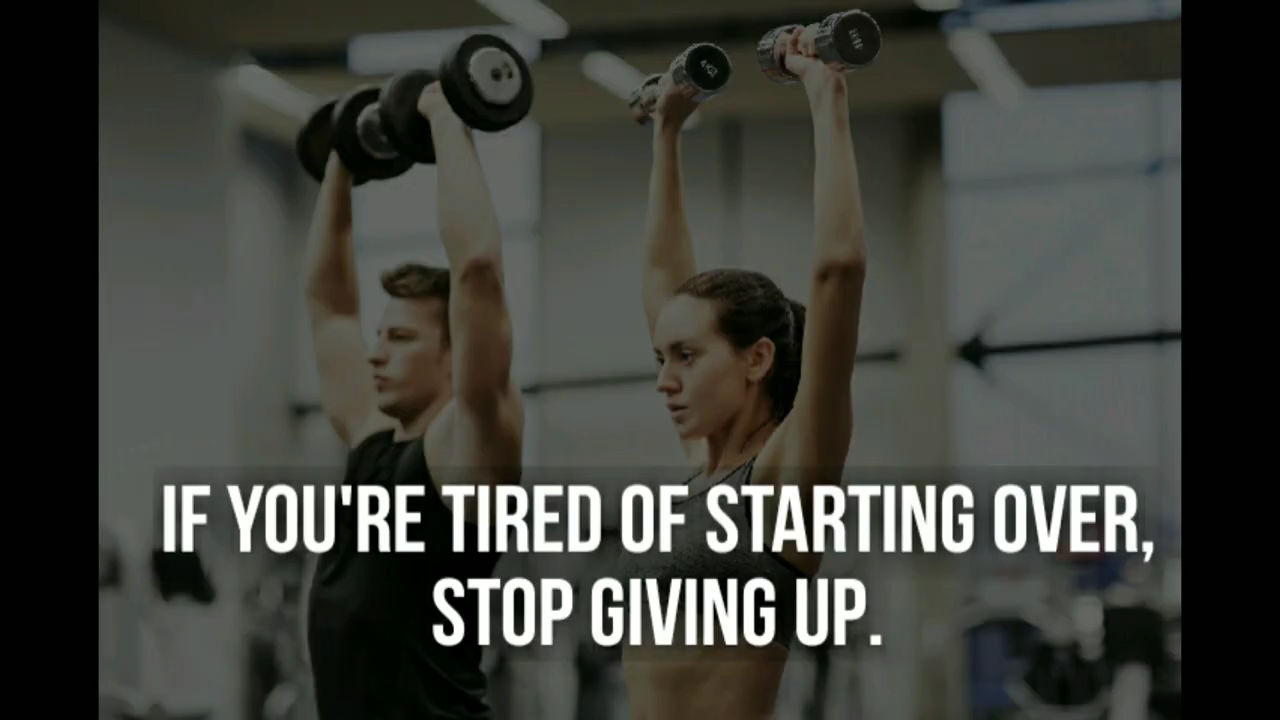 IF YOU'RE TIRED OF STARTING OVER,
STOP GIVING UP.